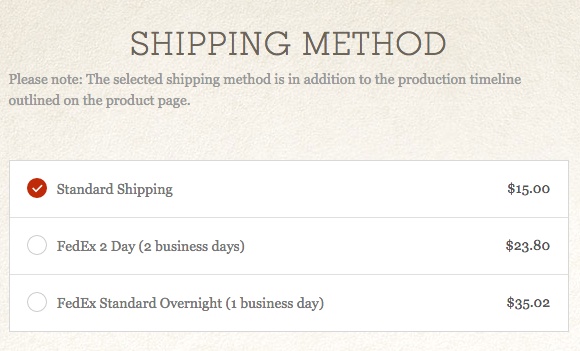 SHIPPING METHOD
Please note: The selected shipping method is in addition to the production timeline
outlined on the product page.
Standard Shipping $15.00
FedEx 2 Day (2 business days) $23.80
FedEx Standard Overnight (1 business day) $35.02